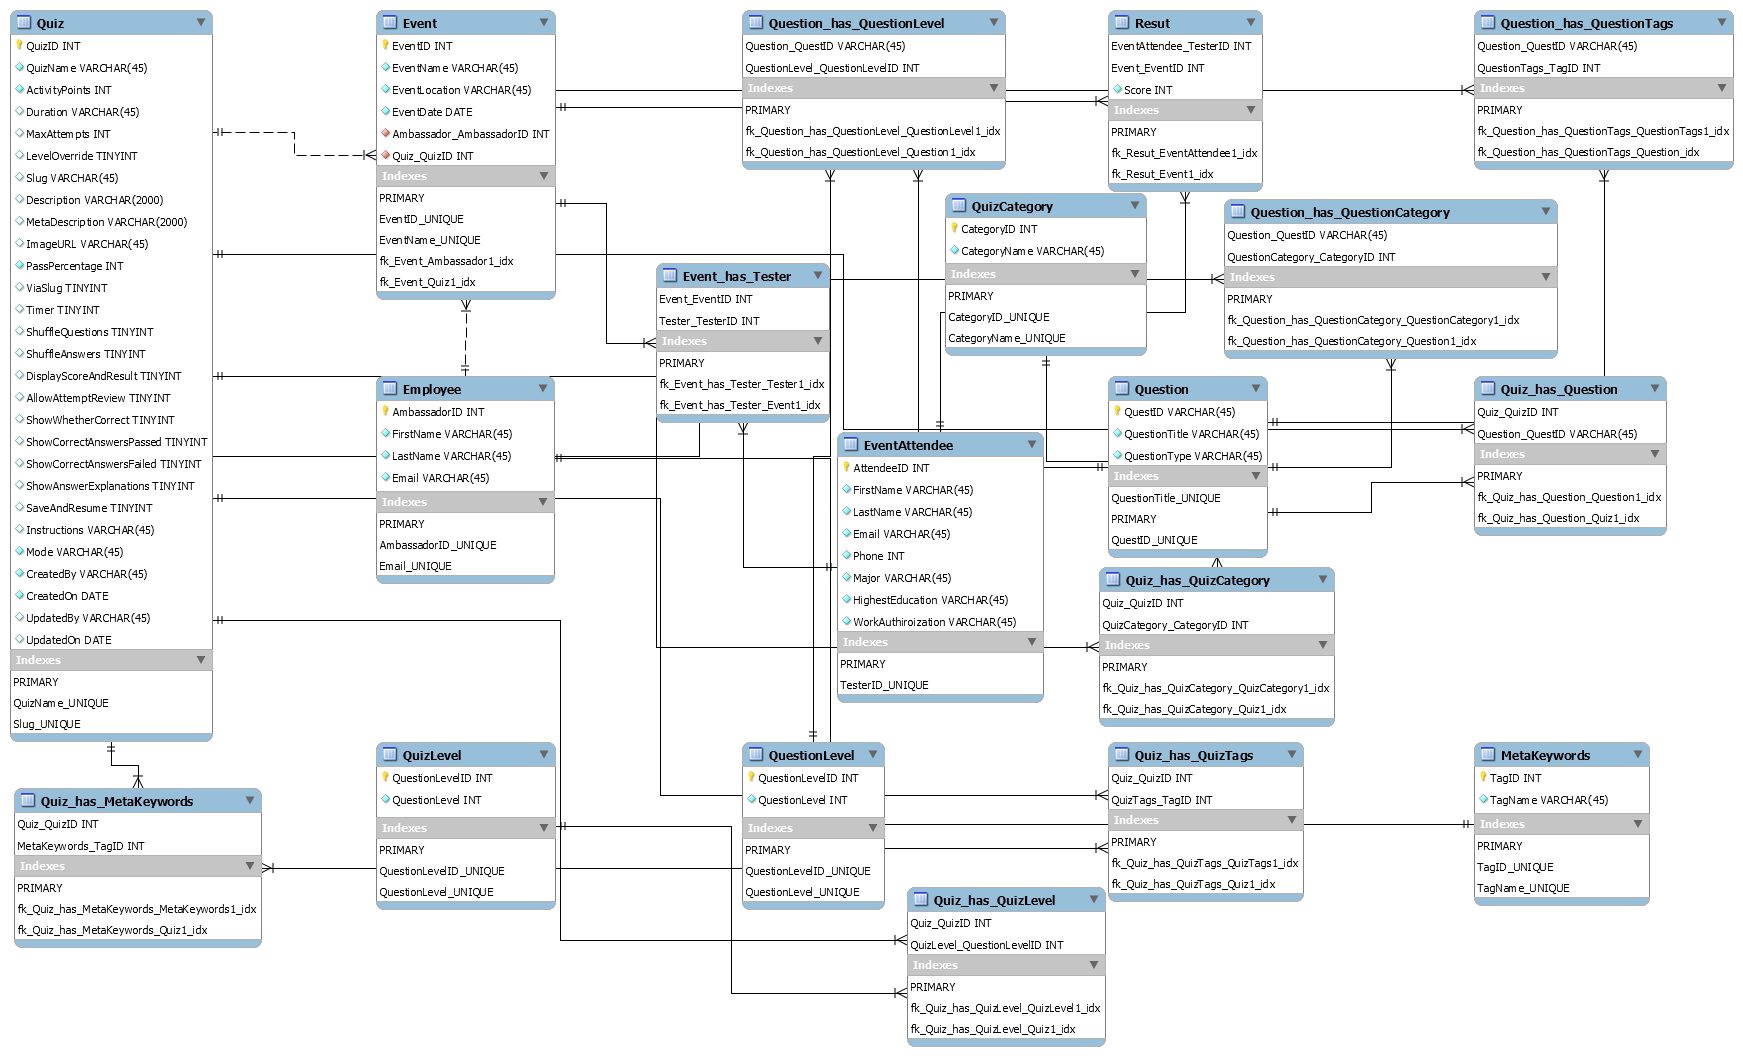 Quiz
QuizID INT
QuizName VARCHAR(45)
ActivityPoints INT
Duration VARCHAR(45)
MaxAttempts INT
LevelOverride TINYINT
Slug VARCHAR(45)
Description VARCHAR(2000)
MetaDescription VARCHAR(2000)
ImageURL VARCHAR(45)
PassPercentage INT
ViaSlug TINYINT
Timer TINYINT
ShuffleQuestions TINYINT
ShuffleAnswers TINYINT
DisplayScoreAndResult TINYINT
AllowAttemptReview TINYINT
ShowWhetherCorrect TINYINT
ShowCorrectAnswersPassed TINYINT
ShowCorrectAnswersFailed TINYINT
ShowAnswerExplanations TINYINT
SaveAndResume TINYINT
Instructions VARCHAR(45)
Mode VARCHAR(45)
CreatedBy VARCHAR(45)
CreatedOn DATE
UpdatedBy VARCHAR(45)
UpdatedOn DATE
Indexes
PRIMARY
QuizName_UNIQUE
Slug_UNIQUE
Event
EventID INT
EventName VARCHAR(45)
EventLocation VARCHAR(45)
EventDate DATE
Ambassador_AmbassadorID INT
Quiz_QuizID INT
Indexes
PRIMARY
EventID_UNIQUE
EventName_UNIQUE
fk_Event_Ambassador1_idx
fk_Event_Quiz1_idx
Question_has_QuestionLevel
Question_QuestID VARCHAR(45)
QuestionLevel_QuestionLevelID INT
Indexes
PRIMARY
fk_Question_has_QuestionLevel_QuestionLevel1_idx
fk_Question_has_QuestionLevel_Question1_idx
Resut
EventAttendee_TesterID INT
Event_EventID INT
Score INT
Indexes
PRIMARY
fk_Resut_EventAttendee1_idx
fk_Resut_Event1_idx
Question_has_QuestionTags
Question_QuestID VARCHAR(45)
QuestionTags_TagID INT
Indexes
PRIMARY
fk_Question_has_QuestionTags_QuestionTags1_idx
fk_Question_has_QuestionTags_Question_idx
QuizCategory
CategoryID INT
CategoryName VARCHAR(45)
Indexes
PRIMARY
CategoryID_UNIQUE
CategoryName_UNIQUE
Question_has_QuestionCategory
Question_QuestID VARCHAR(45)
QuestionCategory_CategoryID INT
Indexes
PRIMARY
fk_Question_has_QuestionCategory_QuestionCategory1_idx
fk_Question_has_QuestionCategory_Question1_idx
Event_has_Tester
Event_EventID INT
Tester_TesterID INT
Indexes
PRIMARY
fk_Event_has_Tester_Tester1_idx
fk_Event_has_Tester_Event1_idx
Employee
AmbassadorID INT
FirstName VARCHAR(45)
LastName VARCHAR(45)
Email VARCHAR(45)
Indexes
PRIMARY
AmbassadorID_UNIQUE
Email_UNIQUE
EventAttendee
AttendeeID INT
FirstName VARCHAR(45)
LastName VARCHAR(45)
Email VARCHAR(45)
Phone INT
Major VARCHAR(45)
HighestEducation VARCHAR(45)
WorkAuthiroization VARCHAR(45)
Indexes
PRIMARY
TesterID_UNIQUE
Question
QuestID VARCHAR(45)
QuestionTitle VARCHAR(45)
QuestionType VARCHAR(45)
Indexes
QuestionTitle_UNIQUE
PRIMARY
QuestID_UNIQUE
Quiz_has_Question
Quiz_QuizID INT
Question_QuestID VARCHAR(45)
Indexes
PRIMARY
fk_Quiz_has_Question_Question1_idx
fk_Quiz_has_Question_Quiz1_idx
Quiz_has_QuizCategory
Quiz_QuizID INT
QuizCategory_CategoryID INT
Indexes
PRIMARY
fk_Quiz_has_QuizCategory_QuizCategory1_idx
fk_Quiz_has_QuizCategory_Quiz1_idx
Quiz_has_MetaKeywords
Quiz_QuizID INT
MetaKeywords_TagID INT
Indexes
PRIMARY
fk_Quiz_has_MetaKeywords_MetaKeywords1_idx
fk_Quiz_has_MetaKeywords_Quiz1_idx
QuizLevel
QuestionLevelID INT
QuestionLevel INT
Indexes
PRIMARY
QuestionLevelID_UNIQUE
QuestionLevel_UNIQUE
QuestionLevel
QuestionLevelID INT
QuestionLevel INT
Indexes
PRIMARY
QuestionLevelID_UNIQUE
QuestionLevel_UNIQUE
Quiz_has_QuizTags
Quiz_QuizID INT
QuizTags_TagID INT
Indexes
PRIMARY
fk_Quiz_has_QuizTags_QuizTags1_idx
fk_Quiz_has_QuizTags_Quiz1_idx
MetaKeywords
TagID INT
TagName VARCHAR(45)
Indexes
PRIMARY
TagID_UNIQUE
TagName_UNIQUE
Quiz_has_QuizLevel
Quiz_QuizID INT
QuizLevel_QuestionLevelID INT
Indexes
PRIMARY
fk_Quiz_has_QuizLevel_QuizLevel1_idx
fk_Quiz_has_QuizLevel_Quiz1_idx